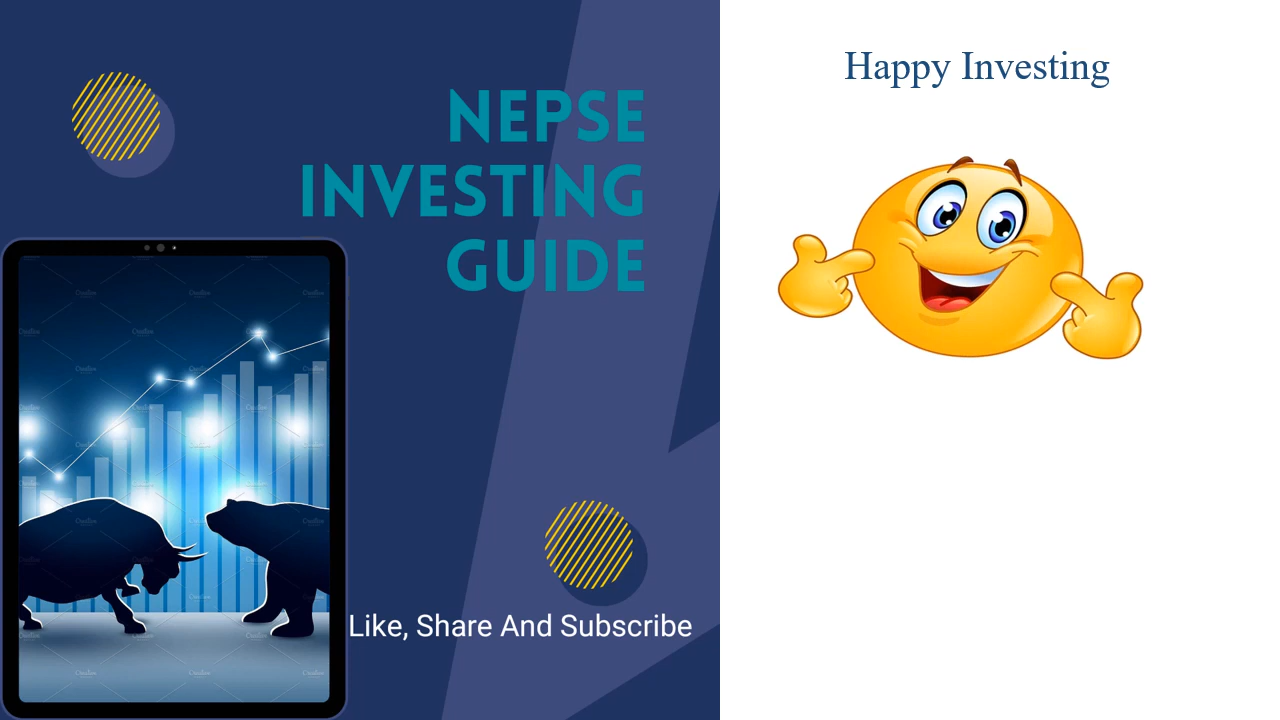 NEPSE
INVESTING
GUIDE
Like, Share And Subscribe
Happy Investing